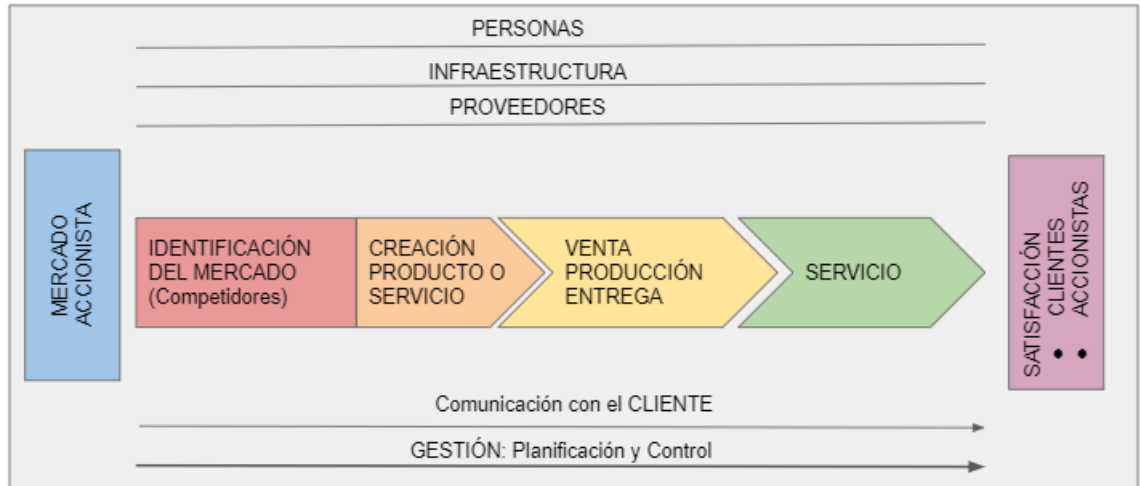 PERSONAS
INFRAESTRUCTURA
PROVEEDORES
MERCADO
ACCIONISTA
IDENTIFICACIÓN
DEL MERCADO
(Competidores)
CREACIÓN
PRODUCTO O
SERVICIO
VENTA
PRODUCCIÓN
ENTREGA
SERVICIO
SATISFACCIÓN
● CLIENTES
● ACCIONISTAS
Comunicación con el CLIENTE
GESTIÓN: Planificación y Control